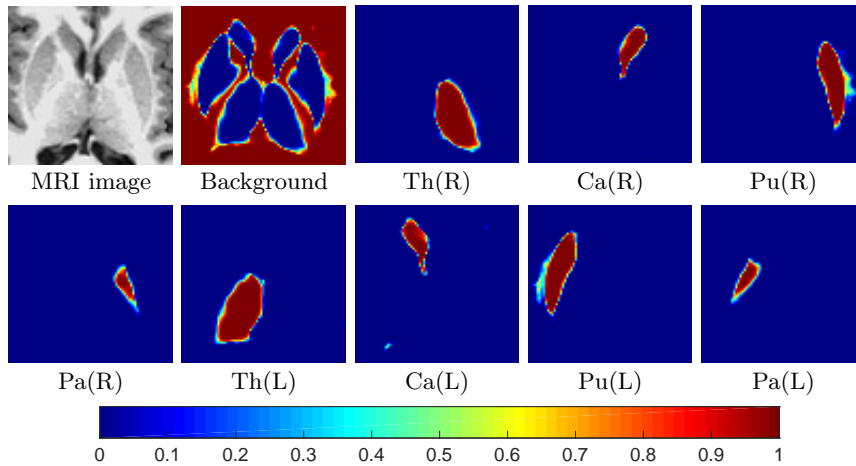 MRI image Background Th(R) Ca(R) Pu(R)
Pa(R) Th(L) Ca(L) Pu(L) Pa(L)
0 0.1 0.2 0.3 0.4 0.5 0.6 0.7 0.8 0.9 1